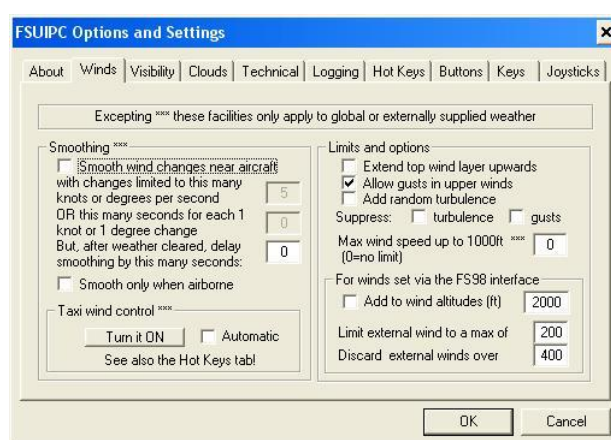 FSUIPC Options and Settings
About Winds Visibility Clouds Technical Logging Hot Keys Buttons Keys Joysticks
Excepting *** these facilities only apply to global or externally supplied weather
Smoothing ***
Smooth wind changes near aircraft
with changes limited to this many
knots or degrees per second 5
OR this many seconds for each 1
knot or 1 degree change 0
But, after weather cleared, delay
smoothing by this many seconds: 0
Smooth only when airborne
Taxi wind control ***
Turn it ON Automatic
See also the Hot Keys tab!
Limits and options
Extend top wind layer upwards
Allow gusts in upper winds
Add random turbulence
Suppress: turbulence gusts
Max wind speed up to 1000ft *** 0
(0=no limit)
For winds set via the FS98 interface
Add to wind altitudes (ft) 2000
Limit external wind to a max of 200
Discard external winds over 400
OK Cancel